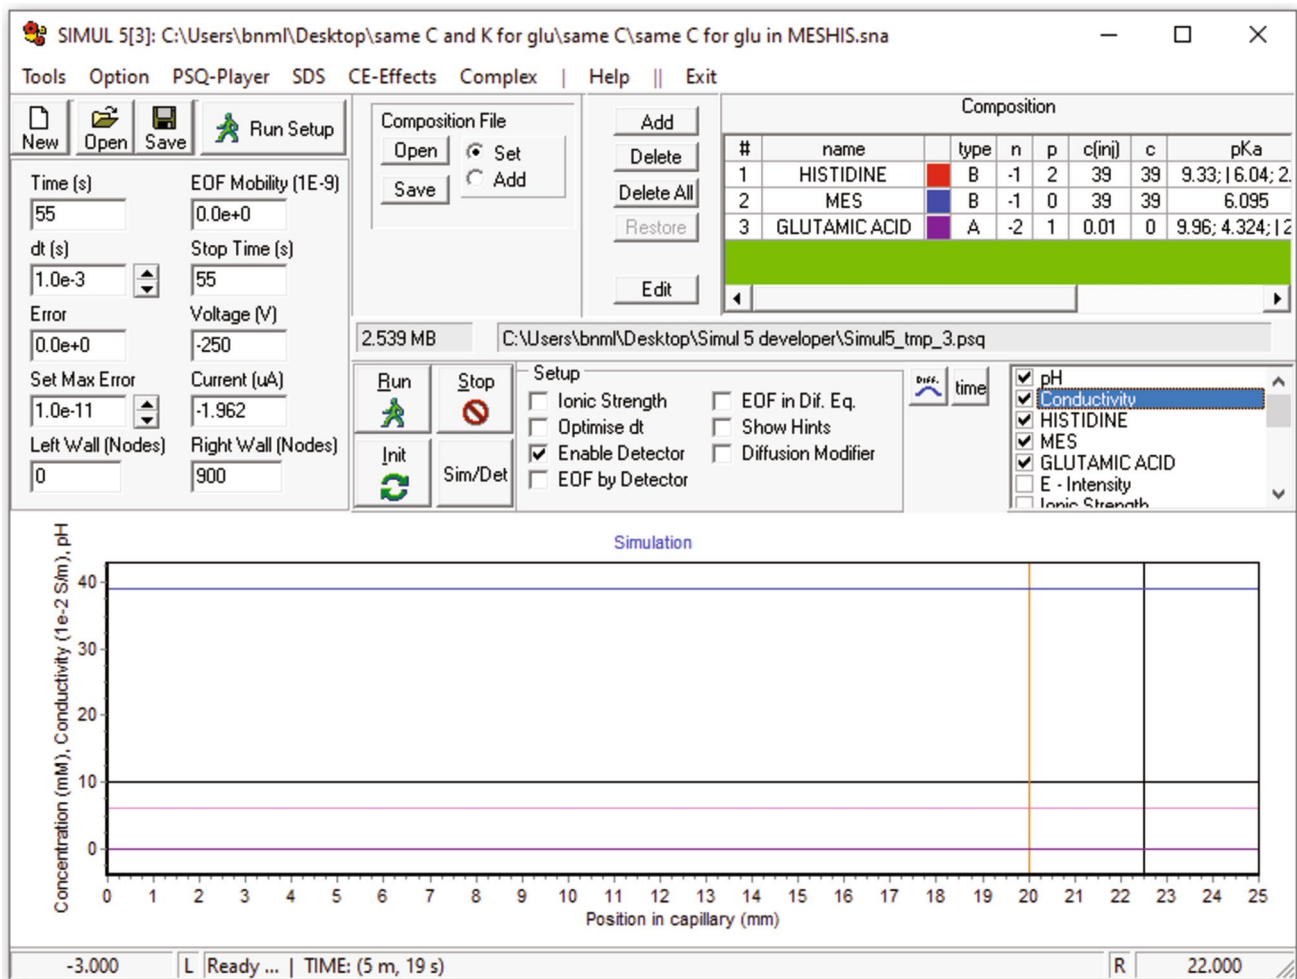 SIMUL 5[3]: C:\Users\bnml\Desktop\same C and K for glu\same C\same C for glu in MESHIS.sna
Tools Option PSQ-Player SDS CE-Effects Complex | Help || Exit
New Open Save Run Setup
Time (s) EOF Mobility (1E-9)
55 0.0e+0
dt (s) Stop Time (s)
1.0e-3 55
Error Voltage (V)
0.0e+0 -250
Set Max Error Current (uA)
1.0e-11 -1.962
Left Wall (Nodes) Right Wall (Nodes)
0 900
Composition File
Open Set
Save Add
Add
Delete
Delete All
Restore
Edit
Composition
# name type n p c(inj) c pKa
1 HISTIDINE B -1 2 39 39 9.33; | 6.04; 2.
2 MES B -1 0 39 39 6.095
3 GLUTAMIC ACID A -2 1 0.01 0 9.96; 4.324; | 2
2.539 MB C:\Users\bnml\Desktop\Simul 5 developer\Simul5_tmp_3.psq
Run Stop
Init Sim/Det
Setup
Ionic Strength EOF in Dif. Eq.
Optimise dt Show Hints
Enable Detector Diffusion Modifier
EOF by Detector
Diff. time
pH
Conductivity
HISTIDINE
MES
GLUTAMIC ACID
E - Intensity
Ionic Strength
Simulation
Concentration (mM), Conductivity (1e-2 S/m), pH
40
30
20
10
0
0 1 2 3 4 5 6 7 8 9 10 11 12 13 14 15 16 17 18 19 20 21 22 23 24 25
Position in capillary (mm)
-3.000 L Ready ... | TIME: (5 m, 19 s) R 22.000